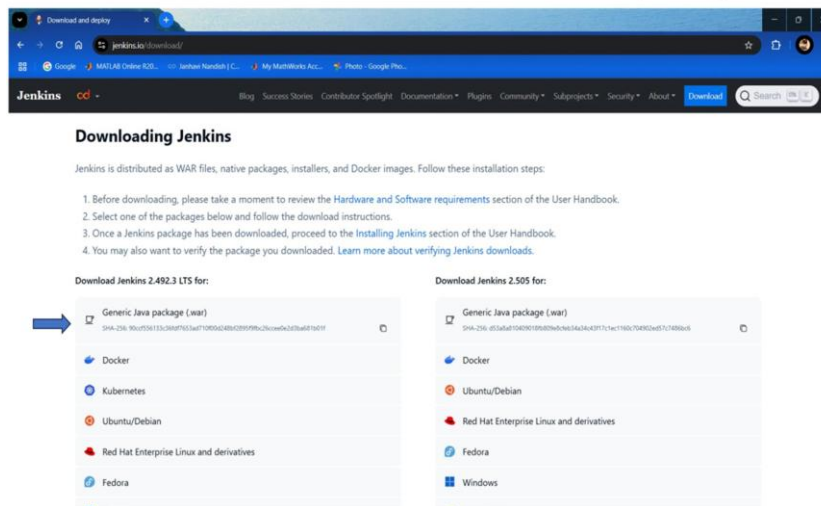 Download and deploy
jenkins.io/download/
Google MATLAB Online R20... Janhavi Nandish | C... My MathWorks Acc... Photo - Google Pho...
Jenkins cd Blog Success Stories Contributor Spotlight Documentation Plugins Community Subprojects Security About Download Search
Downloading Jenkins
Jenkins is distributed as WAR files, native packages, installers, and Docker images. Follow these installation steps:
1. Before downloading, please take a moment to review the Hardware and Software requirements section of the User Handbook.
2. Select one of the packages below and follow the download instructions.
3. Once a Jenkins package has been downloaded, proceed to the Installing Jenkins section of the User Handbook.
4. You may also want to verify the package you downloaded. Learn more about verifying Jenkins downloads.
Download Jenkins 2.492.3 LTS for:
Generic Java package (.war)
SHA-256:
Docker
Kubernetes
Ubuntu/Debian
Red Hat Enterprise Linux and derivatives
Fedora
Download Jenkins 2.505 for:
Generic Java package (.war)
SHA-256:
Docker
Ubuntu/Debian
Red Hat Enterprise Linux and derivatives
Fedora
Windows